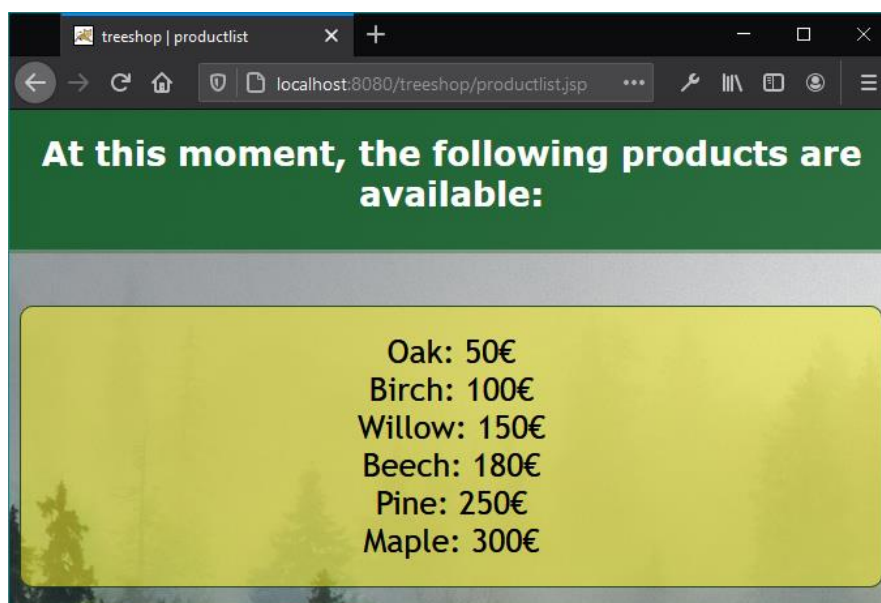 treeshop | productlist
localhost:8080/treeshop/productlist.jsp
At this moment, the following products are
available:
Oak: 50€
Birch: 100€
Willow: 150€
Beech: 180€
Pine: 250€
Maple: 300€